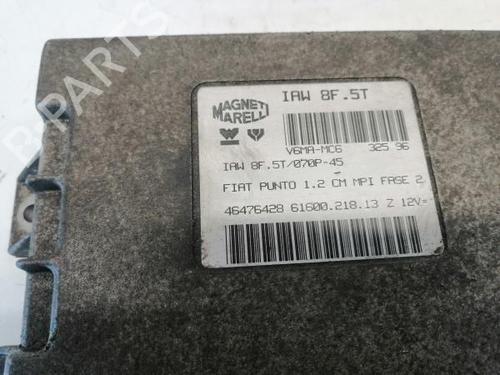 B-PARTS
IAW 8F.5T
MAGNETI
MARELLI
V6MA-MC6 325 96
IAW 8F.5T/070P-45
FIAT PUNTO 1.2 CM MPI FASE 2
46476428 61600.218.13 Z 12V=